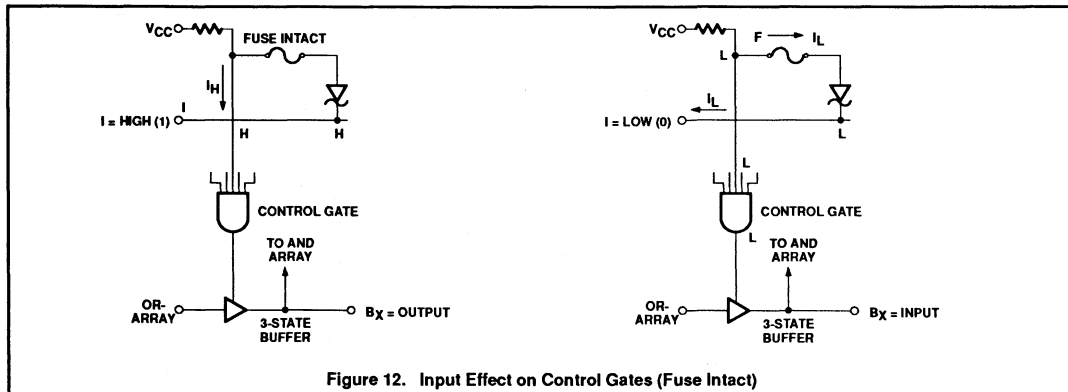 VCC
FUSE INTACT
IH
I
I = HIGH (1)
H
H
CONTROL GATE
TO AND
ARRAY
OR-
ARRAY
3-STATE
BUFFER
BX = OUTPUT
VCC
L
F
IL
IL
I = LOW (0)
L
L
CONTROL GATE
L
TO AND
ARRAY
OR-
ARRAY
3-STATE
BUFFER
BX = INPUT
Figure 12. Input Effect on Control Gates (Fuse Intact)